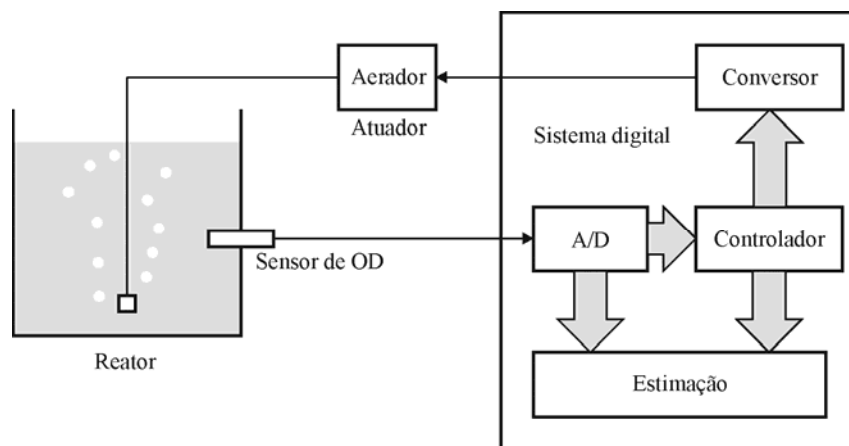 Aerador
Atuador
Conversor
Sistema digital
A/D
Controlador
Sensor de OD
Reator
Estimação